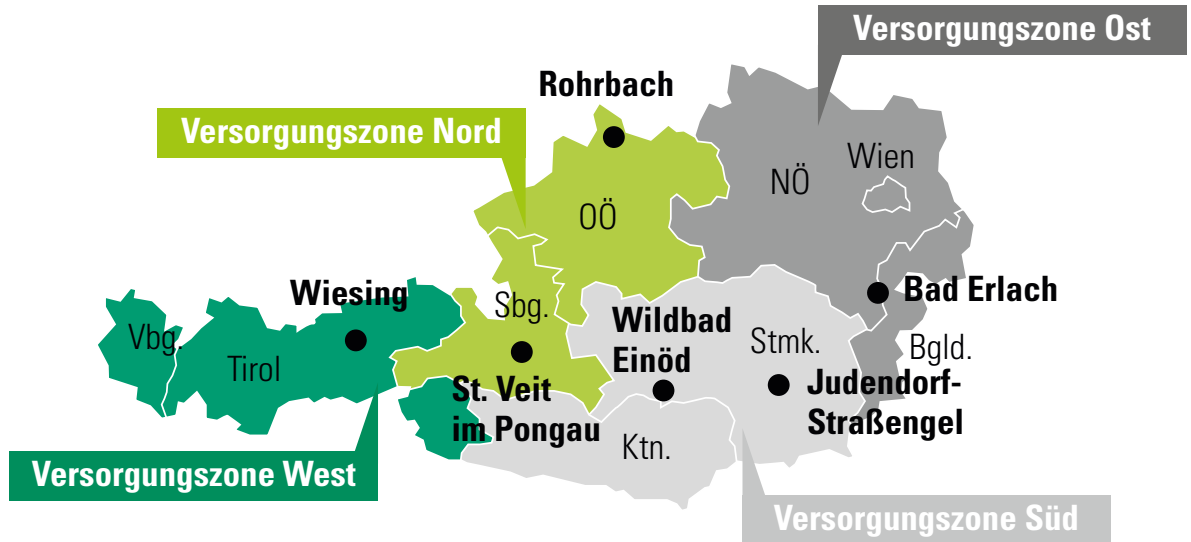 Versorgungszone Ost
Rohrbach
Versorgungszone Nord
Wien
NÖ
OÖ
Wiesing
Bad Erlach
Sbg.
Wildbad
Einöd
Vbg.
Tirol
Stmk.
Bgld.
St. Veit
im Pongau
Judendorf-
Straßengel
Ktn.
Versorgungszone West
Versorgungszone Süd